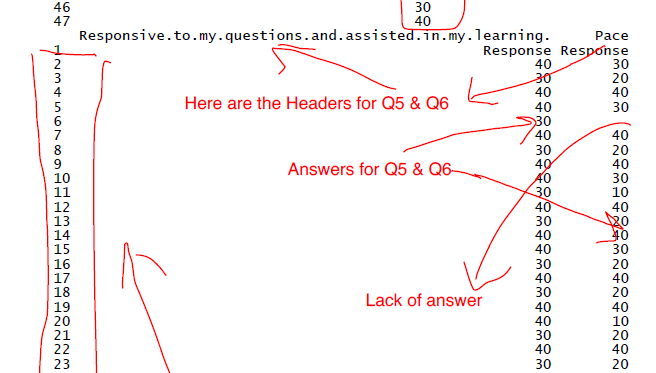 46 30
47 40
Responsive.to.my.questions.and.assisted.in.my.learning. Pace
1 Response Response
2 40 30
3 40 20
4 40 40
Here are the Headers for Q5 & Q6
5 40 30
6 30
7 40 40
8 30 20
9 40 40
Answers for Q5 & Q6
10 40 30
11 30 10
12 40 40
13 30 20
14 40 40
15 40 30
16 30 20
17 40 40
18 30 20
Lack of answer
19 40 20
20 40 10
21 30 20
22 40 40
23 30 20